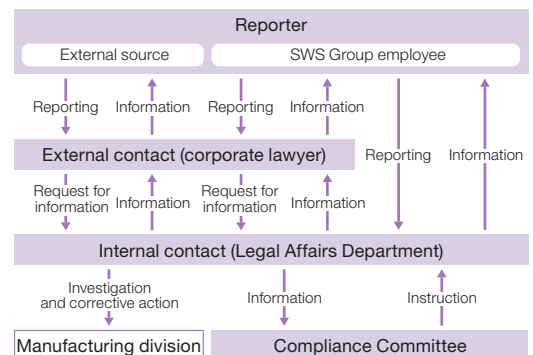 Reporter
External source
SWS Group employee
Reporting
Information
Reporting
Information
External contact (corporate lawyer)
Reporting
Information
Request for
information
Information
Request for
information
Information
Internal contact (Legal Affairs Department)
Investigation
and corrective action
Information
Instruction
Manufacturing division
Compliance Committee